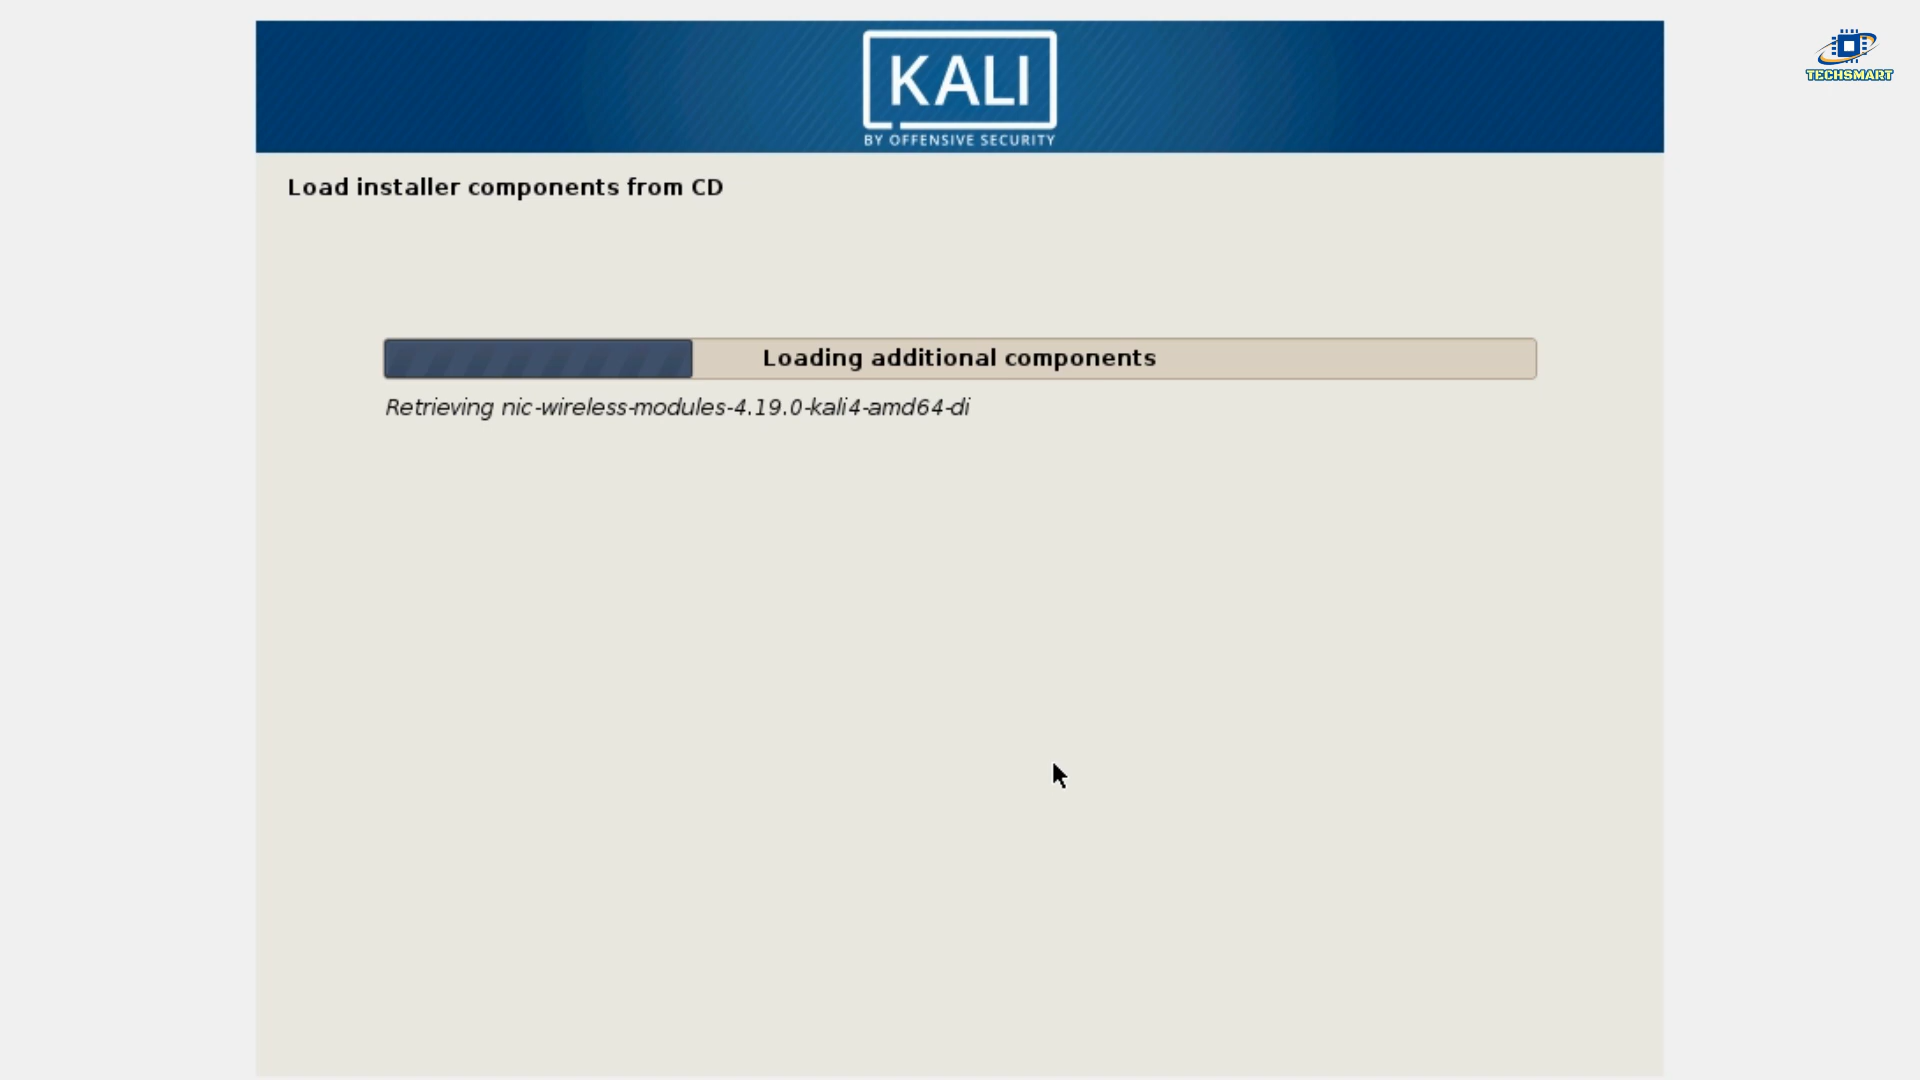 KALI
BY OFFENSIVE SECURITY
TECHSMART
Load installer components from CD
Loading additional components
Retrieving nic-wireless-modules-4.19.0-kali4-amd64-di